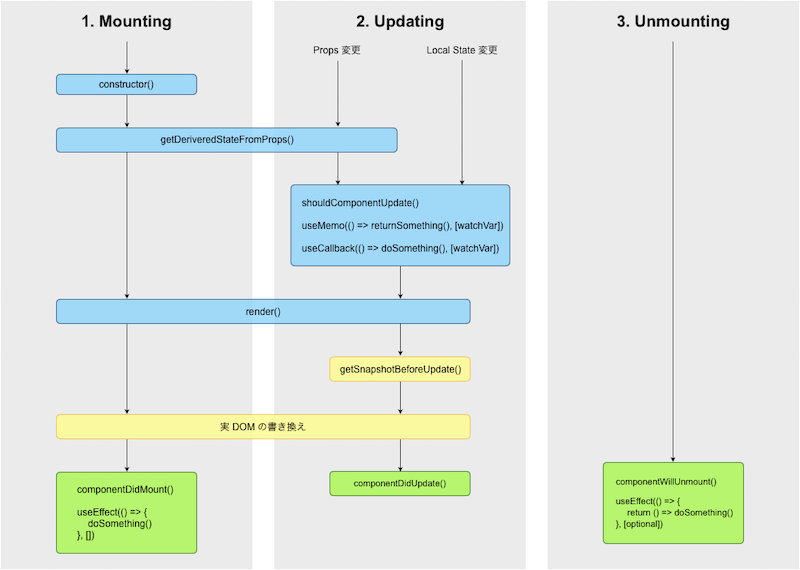 1. Mounting
2. Updating
3. Unmounting
Props 変更
Local State 変更
constructor()
getDeriveredStateFromProps()
shouldComponentUpdate()
useMemo(() => returnSomething(), [watchVar])
useCallback(() => doSomething(), [watchVar])
render()
getSnapshotBeforeUpdate()
実 DOM の書き換え
componentDidMount()
useEffect(() => {
doSomething()
}, [])
componentDidUpdate()
componentWillUnmount()
useEffect(() => {
return () => doSomething()
}, [optional])